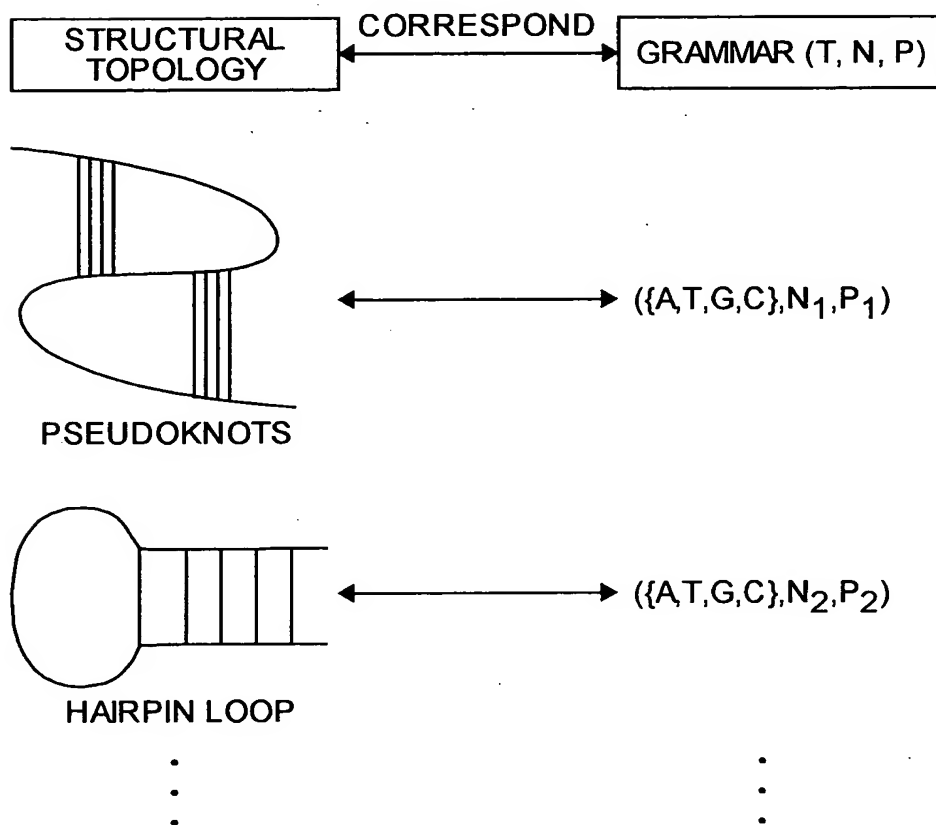 STRUCTURAL
TOPOLOGY
CORRESPOND
GRAMMAR (T, N, P)
({A,T,G,C},N1,P1)
PSEUDOKNOTS
({A,T,G,C},N2,P2)
HAIRPIN LOOP